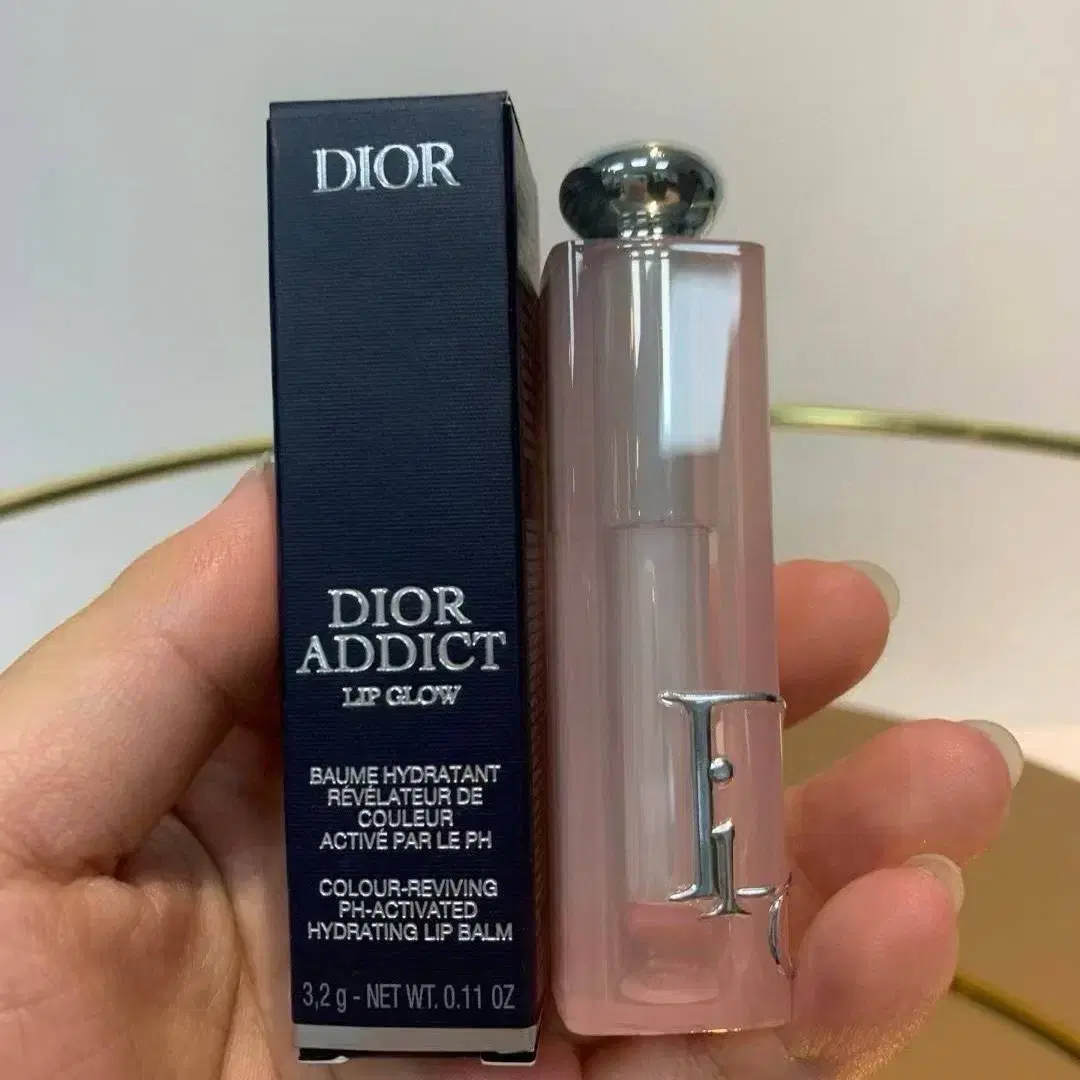 DIOR
DIOR
ADDICT
LIP GLOW
BAUME HYDRATANT
RÉVÉLATEUR DE
COULEUR
ACTIVÉ PAR LE PH
COLOUR-REVIVING
PH-ACTIVATED
HYDRATING LIP BALM
3,2 g - NET WT. 0.11 OZ